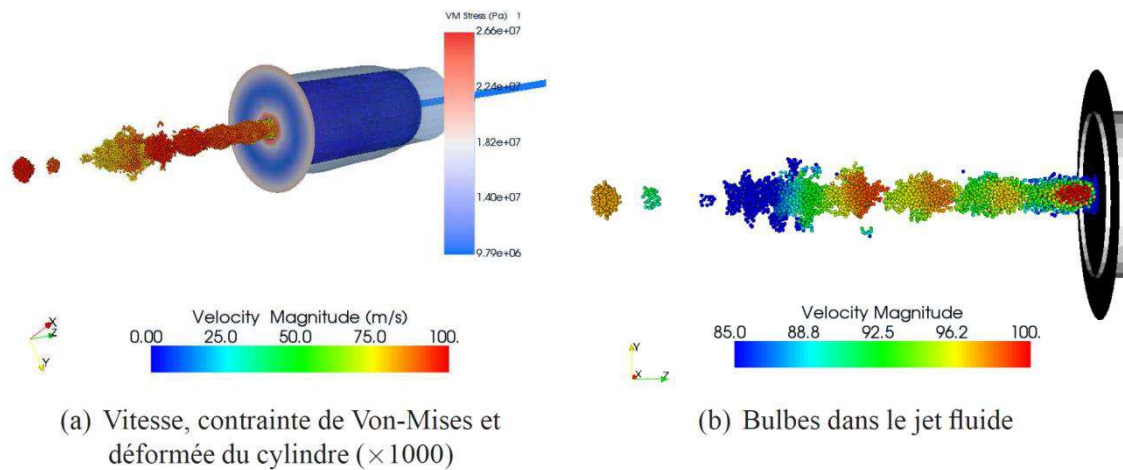 VM Stress (Pa) 1
2.66e+07
2.24e+07
1.82e+07
1.40e+07
9.79e+06
X
Z
Y
Velocity Magnitude (m/s)
0.00 25.0 50.0 75.0 100.
(a) Vitesse, contrainte de Von-Mises et
déformée du cylindre (×1000)
Y
X Z
Velocity Magnitude
85.0 88.8 92.5 96.2 100.
(b) Bulbes dans le jet fluide